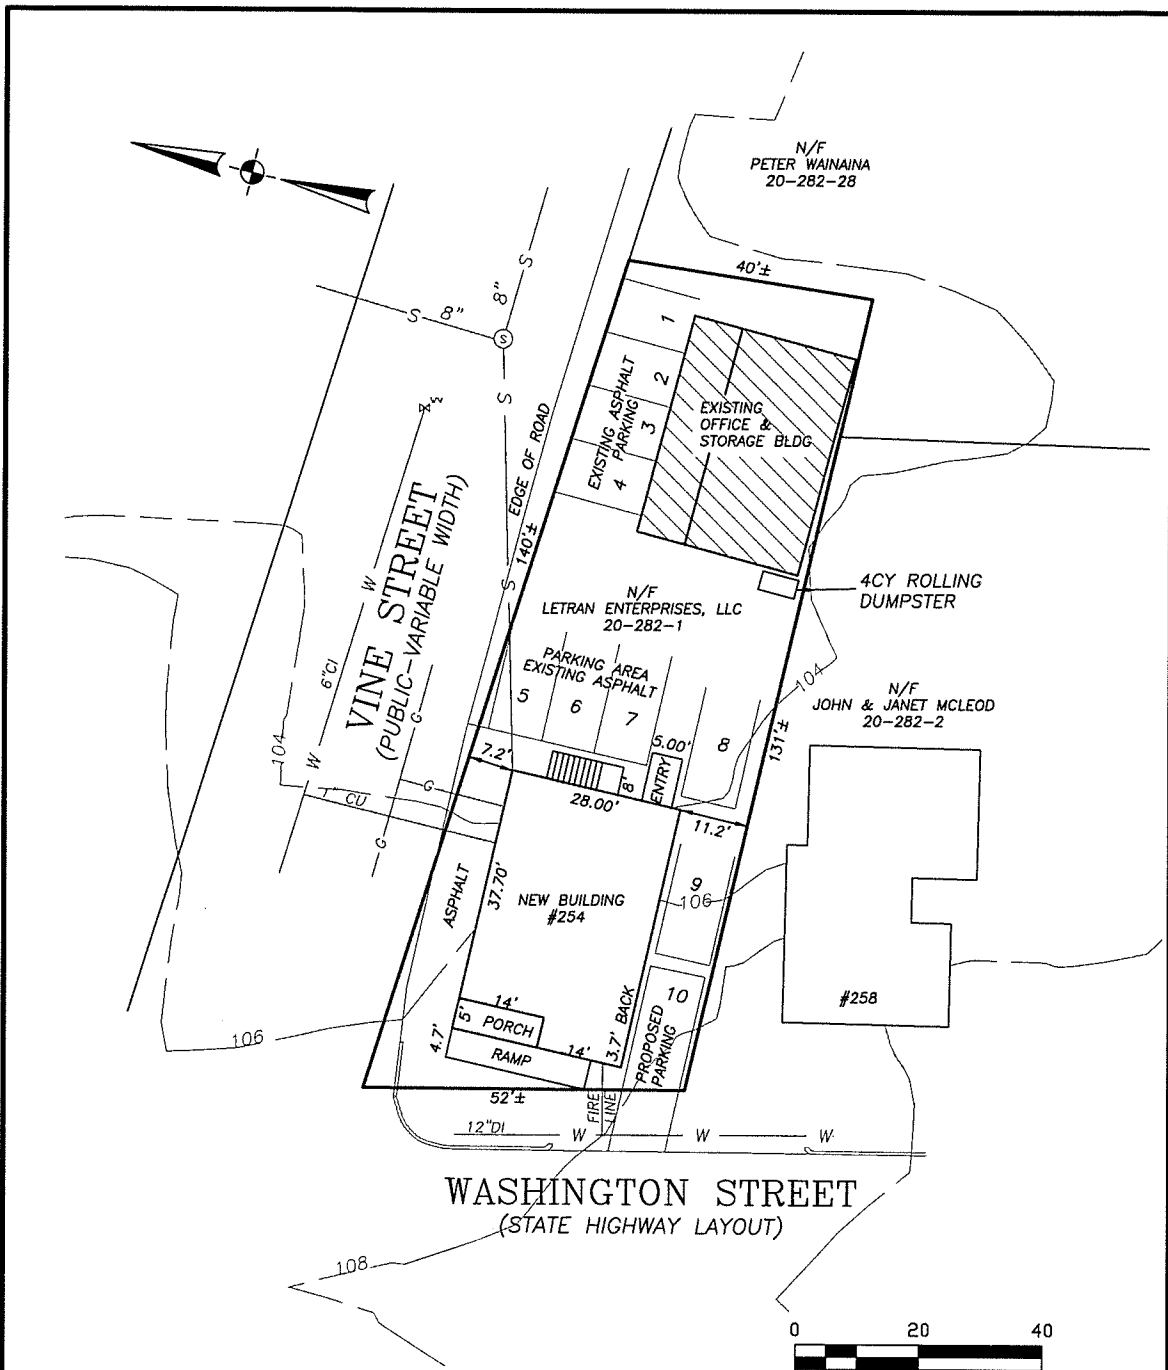 N/F
PETER WAINAINA
20-282-28
40'±
S
8"
8"
S
S
S
W
1
2
3
4
EXISTING ASPHALT
PARKING
EXISTING
OFFICE &
STORAGE BLDG
EDGE OF ROAD
140'±
S
VINE STREET
(PUBLIC-VARIABLE WIDTH)
W
6"CI
W
G
4CY ROLLING
DUMPSTER
N/F
LETRAN ENTERPRISES, LLC
20-282-1
PARKING AREA
EXISTING ASPHALT
5
6
7
8
104
N/F
JOHN & JANET MCLEOD
20-282-2
131'±
104
7.2'
5.00'
8'
ENTRY
28.00'
11.2'
G
1" CU
G
ASPHALT
37.70'
NEW BUILDING
#254
9
106
10
PROPOSED
PARKING
#258
14'
5'
PORCH
4.7'
RAMP
14'
3.7' BACK
106
52'±
FIRE
LINE
12"DI
W
W
W
WASHINGTON STREET
(STATE HIGHWAY LAYOUT)
108
0 20 40